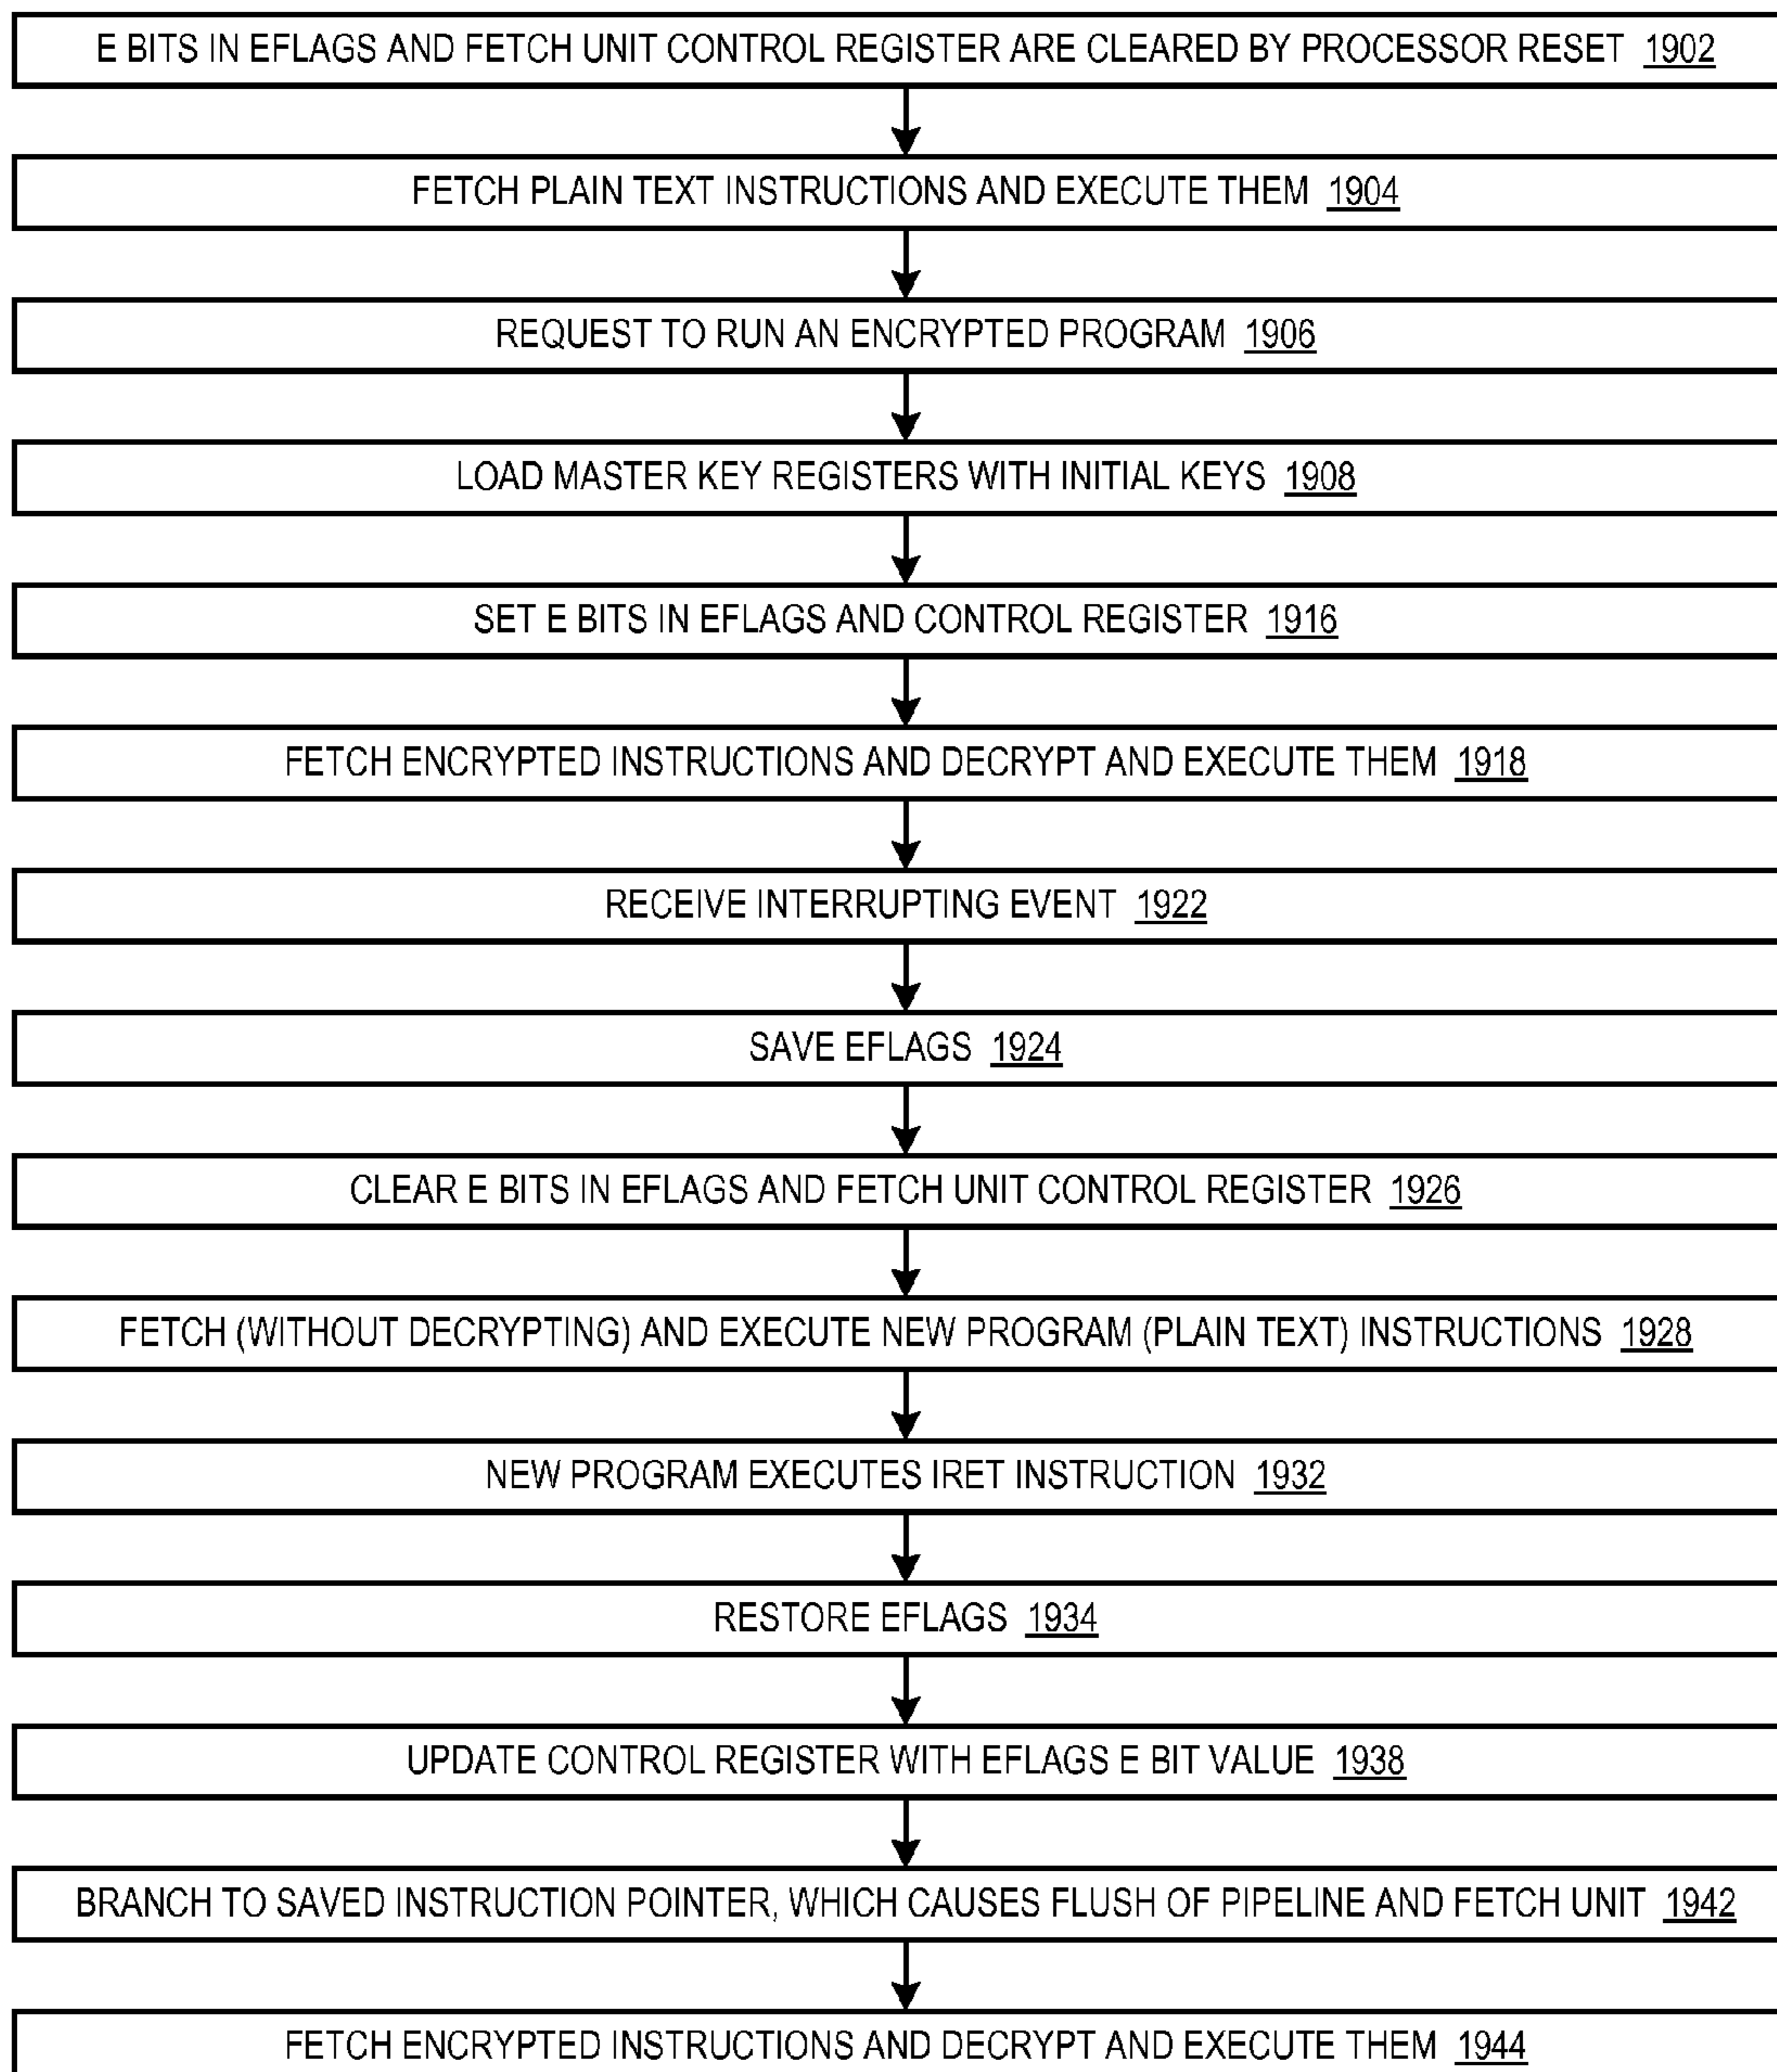 E BITS IN EFLAGS AND FETCH UNIT CONTROL REGISTER ARE CLEARED BY PROCESSOR RESET 1902
FETCH PLAIN TEXT INSTRUCTIONS AND EXECUTE THEM 1904
REQUEST TO RUN AN ENCRYPTED PROGRAM 1906
LOAD MASTER KEY REGISTERS WITH INITIAL KEYS 1908
SET E BITS IN EFLAGS AND CONTROL REGISTER 1916
FETCH ENCRYPTED INSTRUCTIONS AND DECRYPT AND EXECUTE THEM 1918
RECEIVE INTERRUPTING EVENT 1922
SAVE EFLAGS 1924
CLEAR E BITS IN EFLAGS AND FETCH UNIT CONTROL REGISTER 1926
FETCH (WITHOUT DECRYPTING) AND EXECUTE NEW PROGRAM (PLAIN TEXT) INSTRUCTIONS 1928
NEW PROGRAM EXECUTES IRET INSTRUCTION 1932
RESTORE EFLAGS 1934
UPDATE CONTROL REGISTER WITH EFLAGS E BIT VALUE 1938
BRANCH TO SAVED INSTRUCTION POINTER, WHICH CAUSES FLUSH OF PIPELINE AND FETCH UNIT 1942
FETCH ENCRYPTED INSTRUCTIONS AND DECRYPT AND EXECUTE THEM 1944